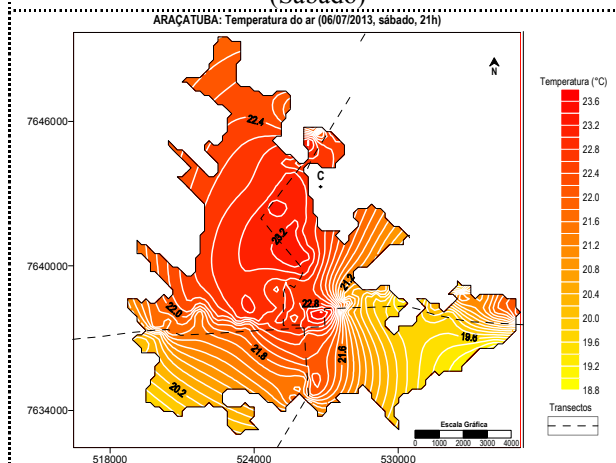 (Sábado)
ARAÇATUBA: Temperatura do ar (06/07/2013, sábado, 21h)
7646000
7640000
7634000
518000 524000 530000
N
C
22.4
23.2
22.8
21.2
22.0
21.8
21.6
20.2
19.6
Temperatura (°C)
23.6
23.2
22.8
22.4
22.0
21.6
21.2
20.8
20.4
20.0
19.6
19.2
18.8
Transectos
Escala Gráfica
0 1000 2000 3000 4000